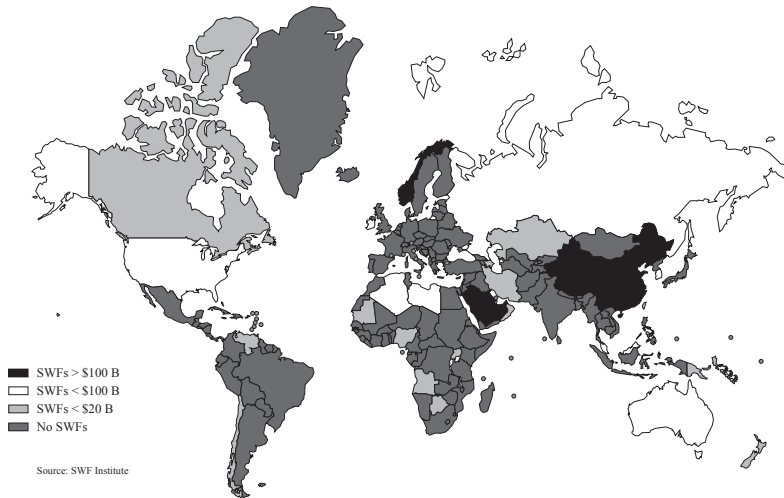 SWFs > $100 B
SWFs < $100 B
SWFs < $20 B
No SWFs
Source: SWF Institute